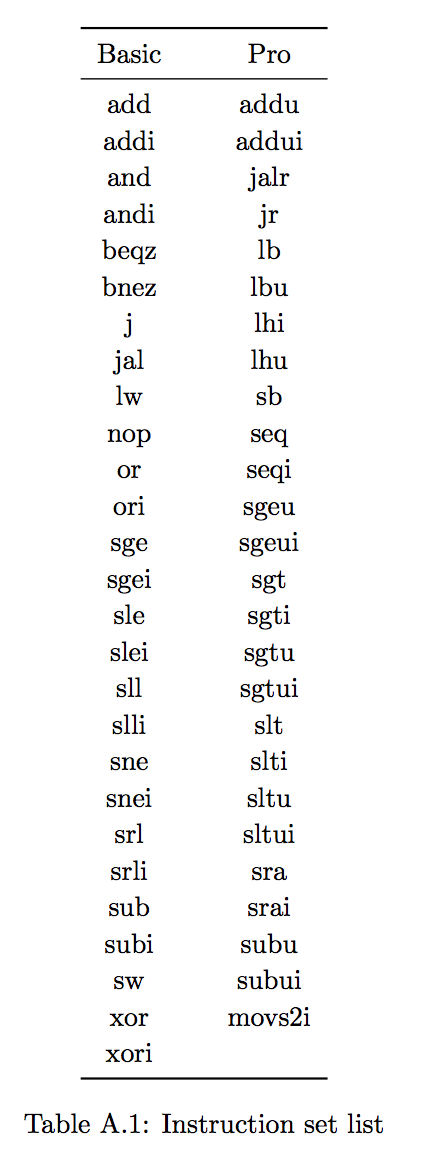 Basic Pro
add addu
addi addui
and jalr
andi jr
beqz lb
bnez lbu
j lhi
jal lhu
lw sb
nop seq
or seqi
ori sgeu
sge sgeui
sgei sgt
sle sgti
slei sgtu
sll sgtui
slli slt
sne slti
snei sltu
srl sltui
srli sra
sub srai
subi subu
sw subui
xor movs2i
xori
Table A.1: Instruction set list